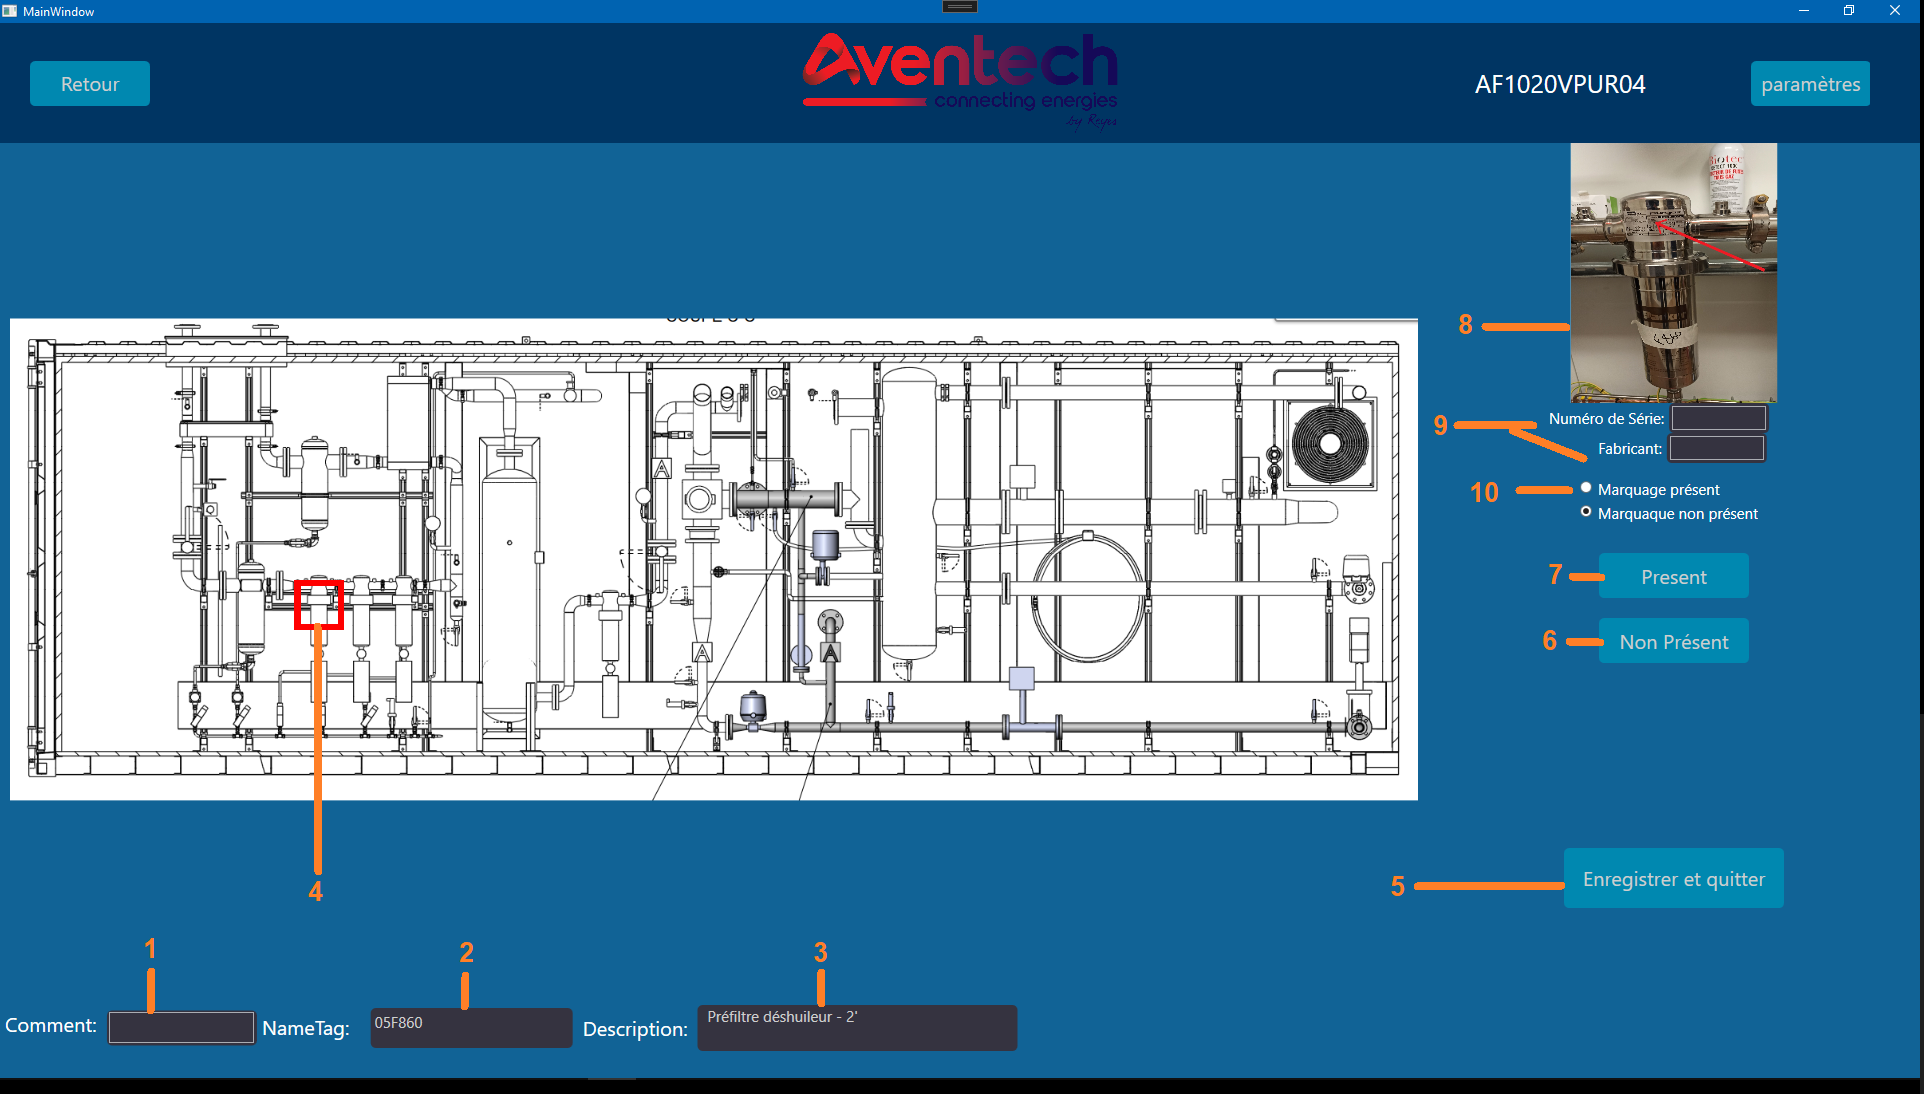 MainWindow
Retour
Aventech
connecting energies
AF1020VPUR04
paramètres
8
9
Numéro de Série:
Fabricant:
10
Marquage présent
Marquaque non présent
7
Present
6
Non Présent
A
A
A
4
5
Enregistrer et quitter
1
2
3
Comment:
NameTag:
05F860
Description:
Préfiltre déshuileur - 2'